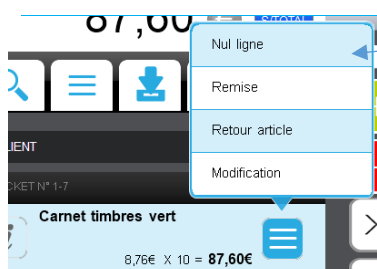 87,60
S/TOTAL
Nul ligne
Remise
Retour article
Modification
LIENT
CKET N° 1-7
Carnet timbres vert
8,76€ X 10 = 87,60€